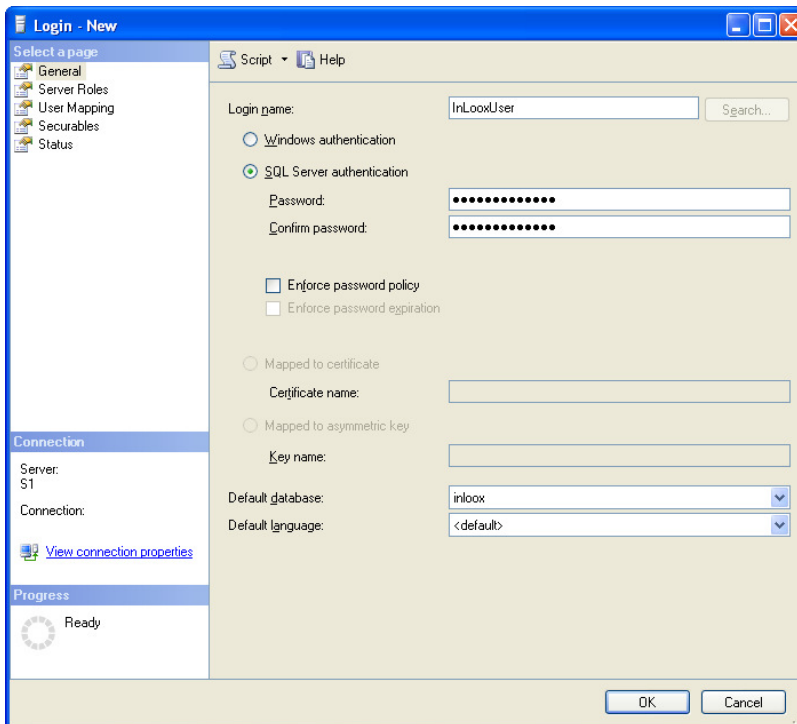 Login - New
Select a page
General
Server Roles
User Mapping
Securables
Status
Script Help
Login name: InLooxUser Search...
Windows authentication
SQL Server authentication
Password: •••••••••••••
Confirm password: •••••••••••••
Enforce password policy
Enforce password expiration
Mapped to certificate
Certificate name:
Mapped to asymmetric key
Key name:
Default database: inloox
Default language: <default>
Connection
Server:
S1
Connection:
View connection properties
Progress
Ready
OK Cancel